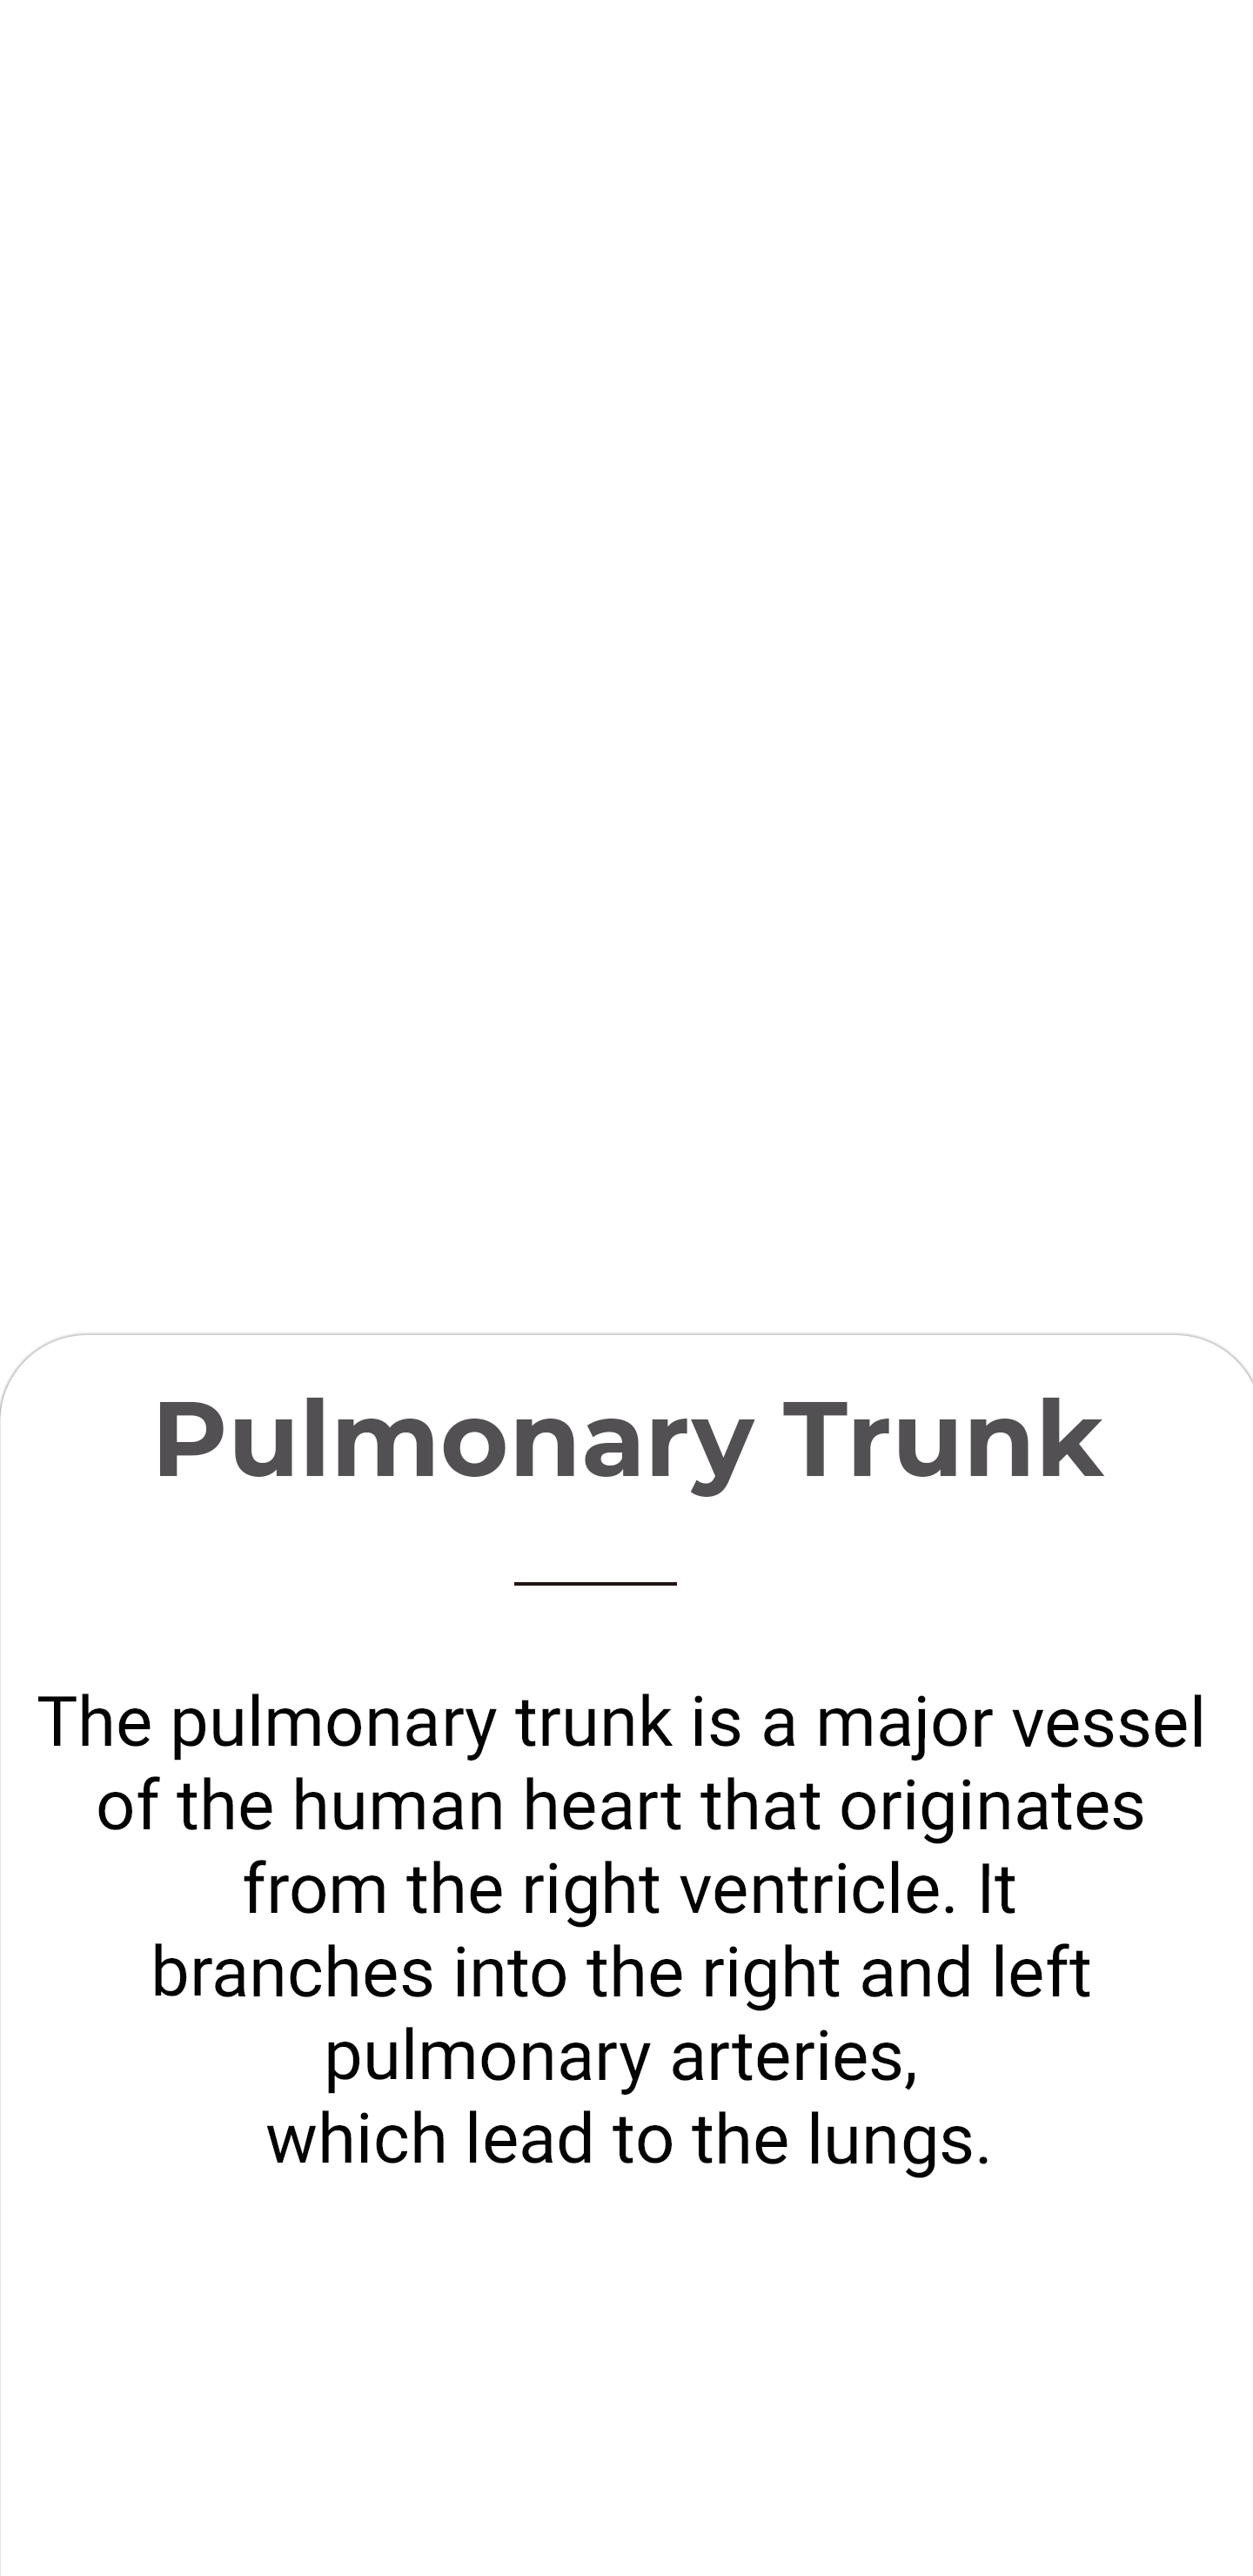 Pulmonary Trunk
The pulmonary trunk is a major vessel
of the human heart that originates
from the right ventricle. It
branches into the right and left
pulmonary arteries,
which lead to the lungs.